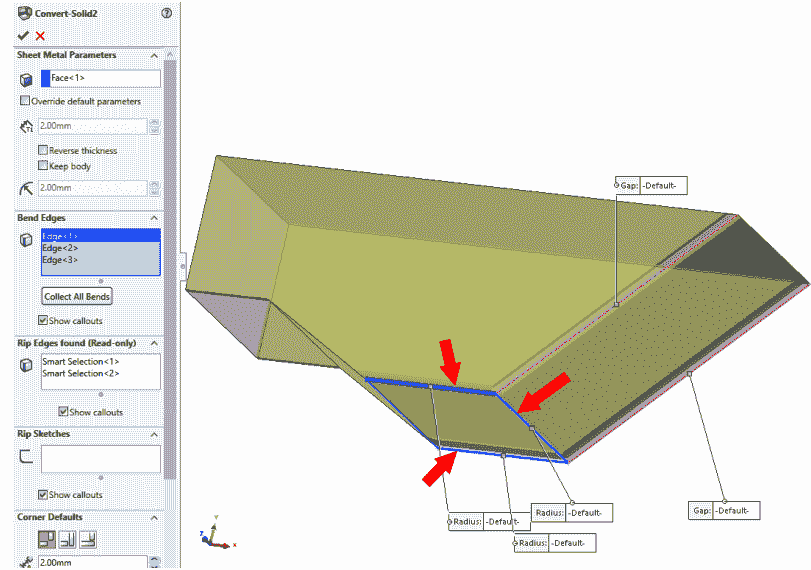 Convert-Solid2
Sheet Metal Parameters
Face<1>
Override default parameters
2.00mm
Reverse thickness
Keep body
2.00mm
Bend Edges
Edge<1>
Edge<2>
Edge<3>
Collect All Bends
Show callouts
Rip Edges found (Read-only)
Smart Selection<1>
Smart Selection<2>
Show callouts
Rip Sketches
Show callouts
Corner Defaults
2.00mm
Gap: -Default-
Radius: -Default-
Radius: -Default-
Radius: -Default-
Gap: -Default-
Y
Z
X